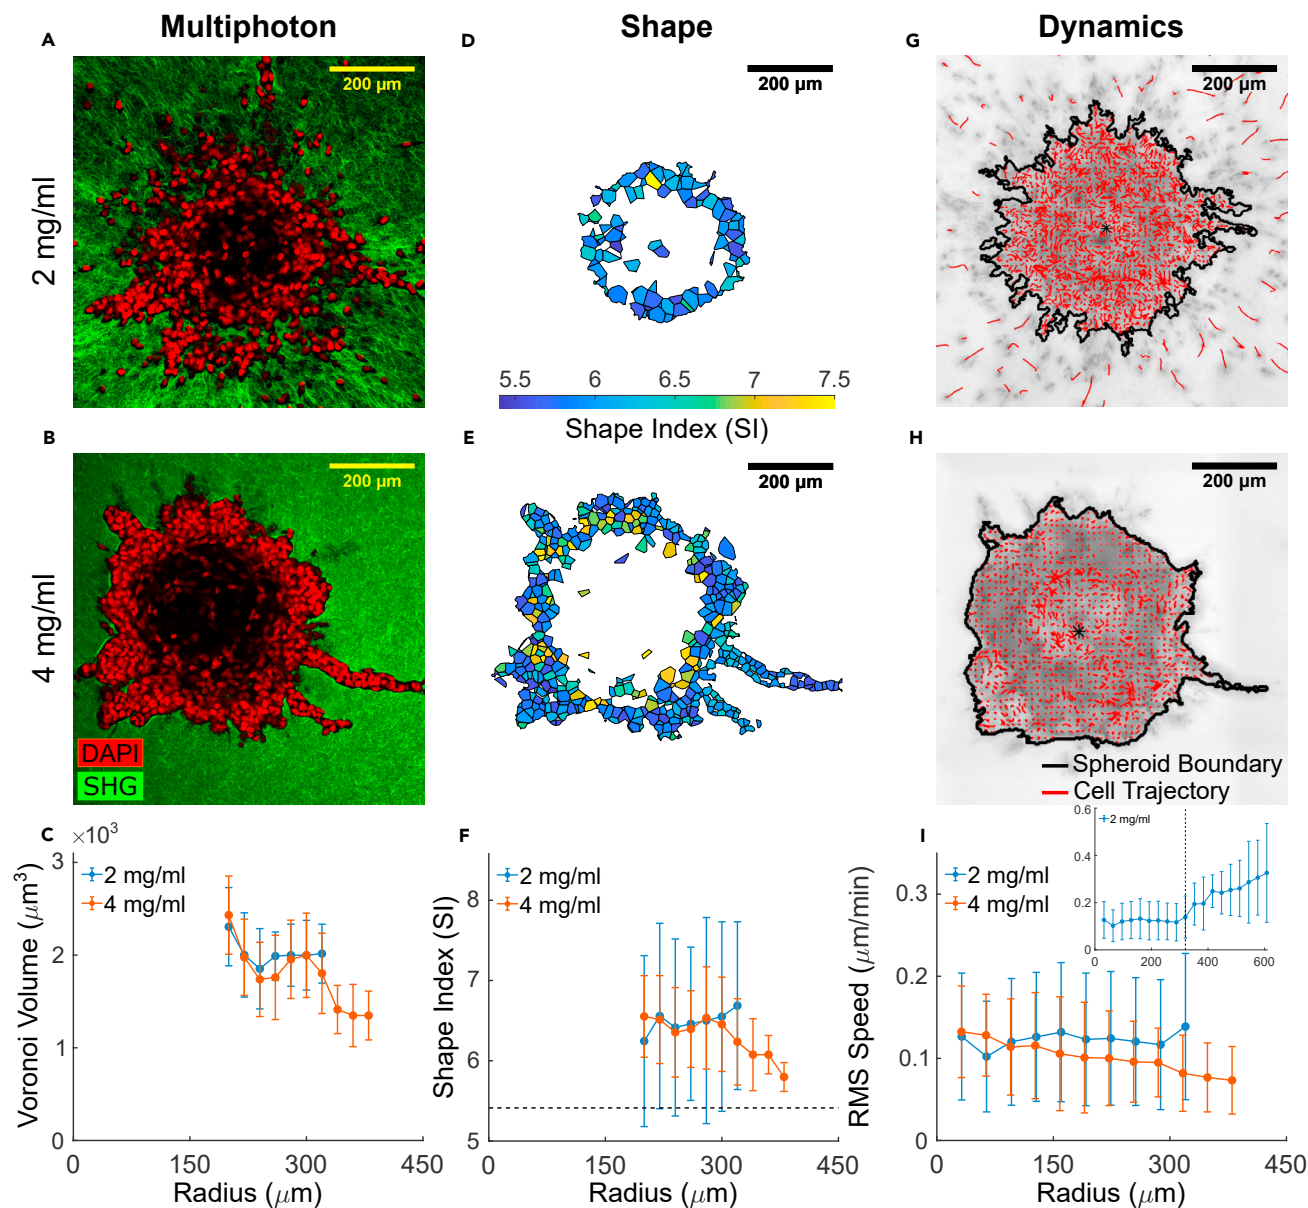 Multiphoton
Shape
Dynamics
A
D
G
2 mg/ml
200 μm
200 μm
200 μm
5.5 6 6.5 7 7.5
Shape Index (SI)
B
E
H
4 mg/ml
200 μm
200 μm
200 μm
DAPI
SHG
Spheroid Boundary
Cell Trajectory
C
×10³
Voronoi Volume (μm³)
3
2
1
0
2 mg/ml
4 mg/ml
0 150 300 450
Radius (μm)
F
Shape Index (SI)
8
7
6
5
2 mg/ml
4 mg/ml
0 150 300 450
Radius (μm)
I
RMS Speed (μm/min)
0.3
0.2
0.1
0
2 mg/ml
4 mg/ml
0 150 300 450
Radius (μm)
0.6
0.4
0.2
0
2 mg/ml
0 200 400 600